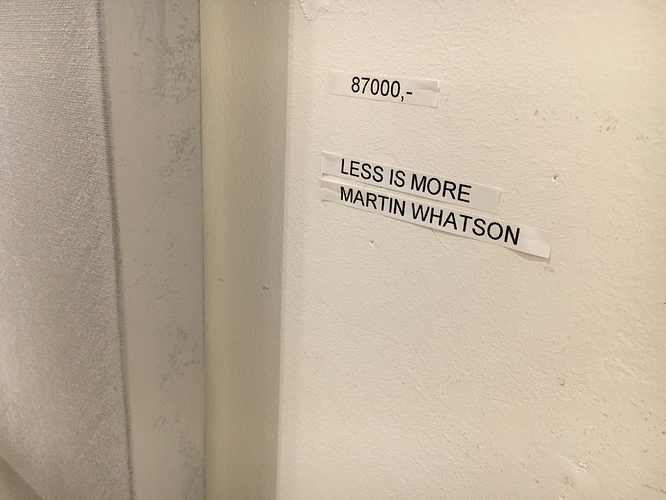 87000,-
LESS IS MORE
MARTIN WHATSON